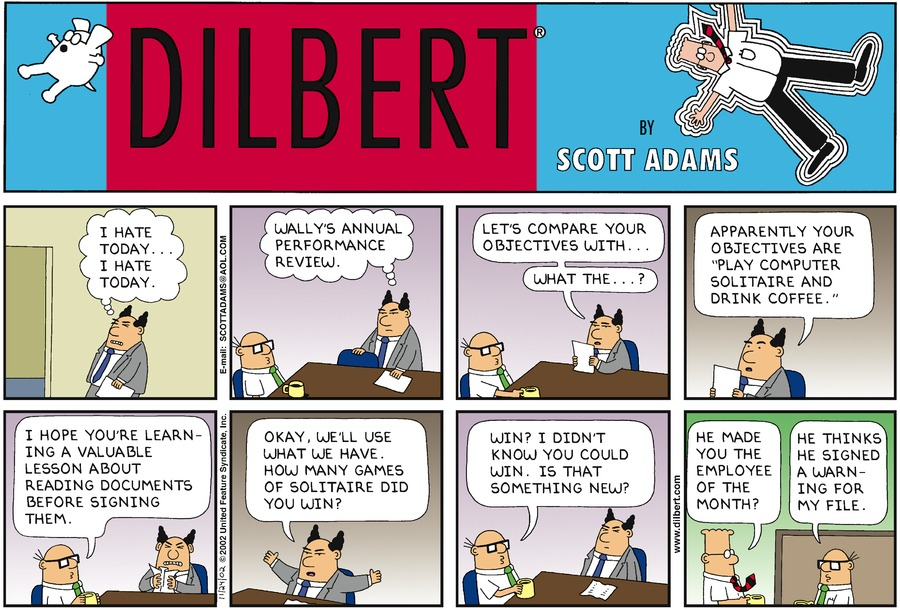 DILBERT®
BY
SCOTT ADAMS
I HATE
TODAY...
I HATE
TODAY.
E-mail: SCOTTADAMS@AOL.COM
WALLY'S ANNUAL
PERFORMANCE
REVIEW.
LET'S COMPARE YOUR
OBJECTIVES WITH...
WHAT THE...?
APPARENTLY YOUR
OBJECTIVES ARE
"PLAY COMPUTER
SOLITAIRE AND
DRINK COFFEE."
I HOPE YOU'RE LEARN-
ING A VALUABLE
LESSON ABOUT
READING DOCUMENTS
BEFORE SIGNING
THEM.
11/24/02 © 2002 United Feature Syndicate, Inc.
OKAY, WE'LL USE
WHAT WE HAVE.
HOW MANY GAMES
OF SOLITAIRE DID
YOU WIN?
WIN? I DIDN'T
KNOW YOU COULD
WIN. IS THAT
SOMETHING NEW?
www.dilbert.com
HE MADE
YOU THE
EMPLOYEE
OF THE
MONTH?
HE THINKS
HE SIGNED
A WARN-
ING FOR
MY FILE.